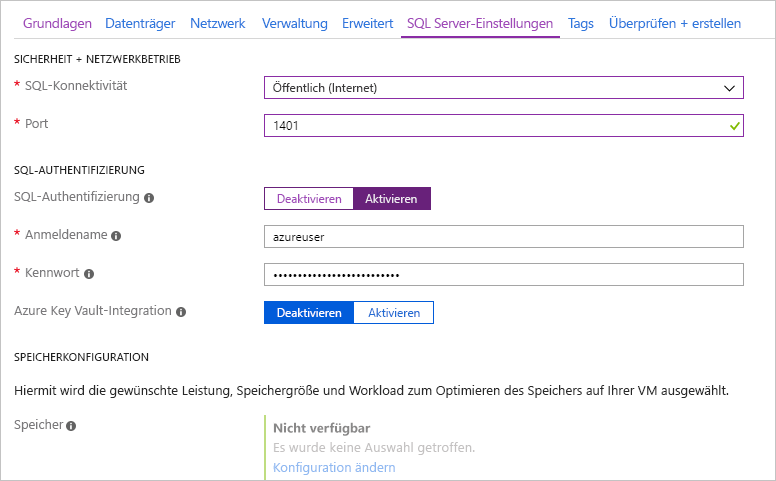 Grundlagen Datenträger Netzwerk Verwaltung Erweitert SQL Server-Einstellungen Tags Überprüfen + erstellen
SICHERHEIT + NETZWERKBETRIEB
* SQL-Konnektivität Öffentlich (Internet)
* Port 1401
SQL-AUTHENTIFIZIERUNG
SQL-Authentifizierung Deaktivieren Aktivieren
* Anmeldename azureuser
* Kennwort ••••••••••••••••••••••••••
Azure Key Vault-Integration Deaktivieren Aktivieren
SPEICHERKONFIGURATION
Hiermit wird die gewünschte Leistung, Speichergröße und Workload zum Optimieren des Speichers auf Ihrer VM ausgewählt.
Speicher Nicht verfügbar
Es wurde keine Auswahl getroffen.
Konfiguration ändern